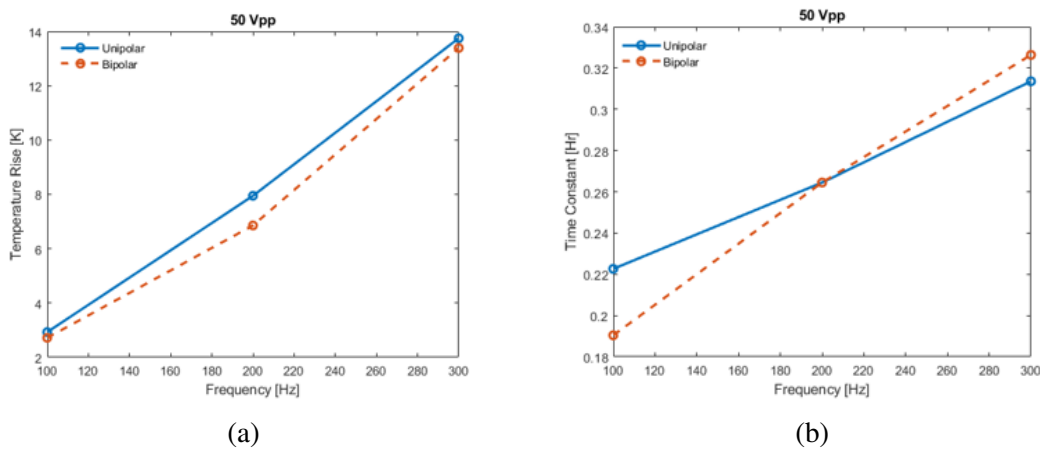 50 Vpp
Unipolar
Bipolar
Temperature Rise [K]
14
12
10
8
6
4
2
100 120 140 160 180 200 220 240 260 280 300
Frequency [Hz]
(a)
50 Vpp
Unipolar
Bipolar
Time Constant [Hr]
0.34
0.32
0.3
0.28
0.26
0.24
0.22
0.2
0.18
100 120 140 160 180 200 220 240 260 280 300
Frequency [Hz]
(b)